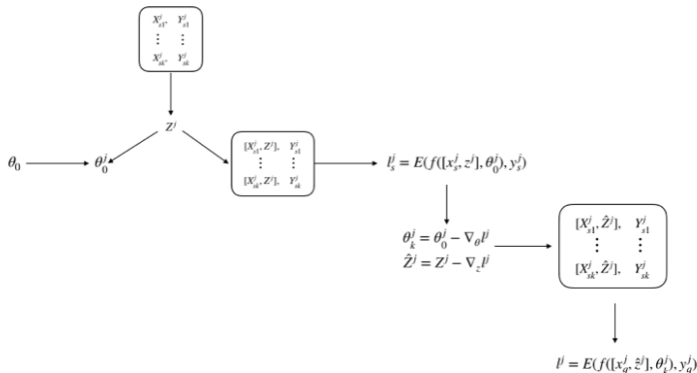 X^j_{s1}, Y^j_{s1}
⋮ ⋮
X^j_{sk}, Y^j_{sk}
Z^j
θ_0
θ^j_0
[X^j_{s1}, Z^j], Y^j_{s1}
⋮ ⋮
[X^j_{sk}, Z^j], Y^j_{sk}
l^j_s = E(f([x^j_s, z^j], θ^j_0), y^j_s)
θ^j_k = θ^j_0 − ∇_θ l^j
Ẑ^j = Z^j − ∇_z l^j
[X^j_{s1}, Ẑ^j], Y^j_{s1}
⋮ ⋮
[X^j_{sk}, Ẑ^j], Y^j_{sk}
l^j = E(f([x^j_q, ẑ^j], θ^j_k), y^j_q)